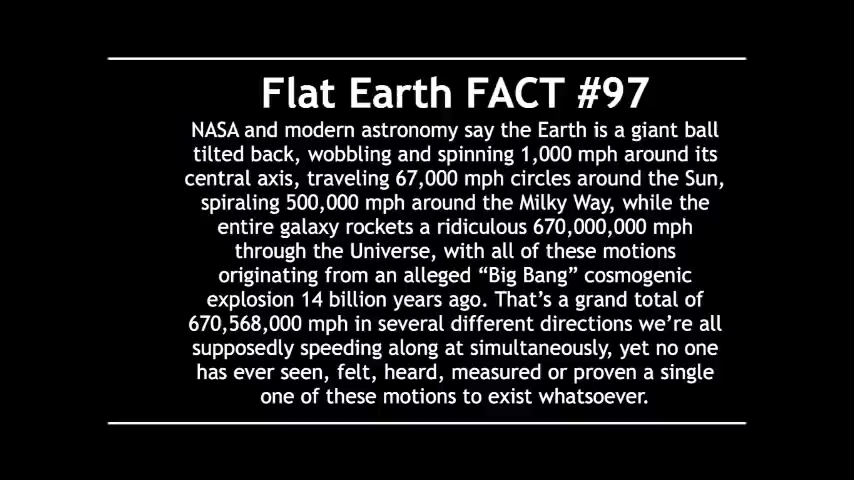 Flat Earth FACT #97
NASA and modern astronomy say the Earth is a giant ball
tilted back, wobbling and spinning 1,000 mph around its
central axis, traveling 67,000 mph circles around the Sun,
spiraling 500,000 mph around the Milky Way, while the
entire galaxy rockets a ridiculous 670,000,000 mph
through the Universe, with all of these motions
originating from an alleged “Big Bang” cosmogenic
explosion 14 billion years ago. That’s a grand total of
670,568,000 mph in several different directions we’re all
supposedly speeding along at simultaneously, yet no one
has ever seen, felt, heard, measured or proven a single
one of these motions to exist whatsoever.